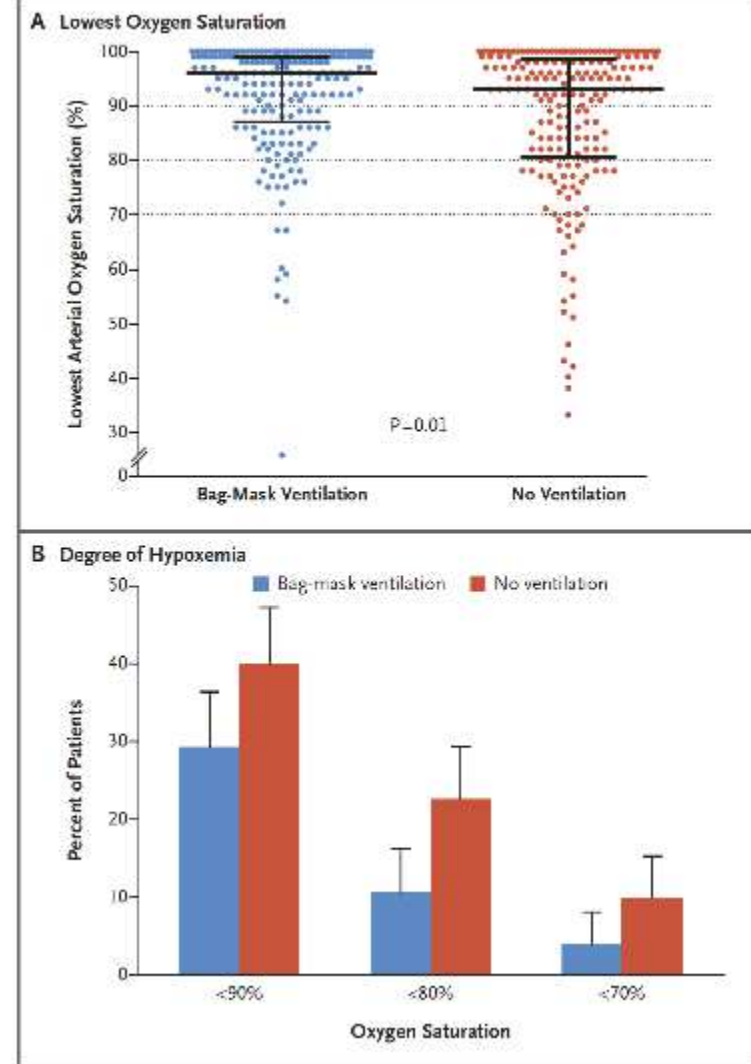 A Lowest Oxygen Saturation
Lowest Arterial Oxygen Saturation (%)
100
90
80
70
60
50
40
30
0
P=0.01
Bag-Mask Ventilation No Ventilation
B Degree of Hypoxemia
Bag-mask ventilation No ventilation
Percent of Patients
50
40
30
20
10
0
<90% <80% <70%
Oxygen Saturation